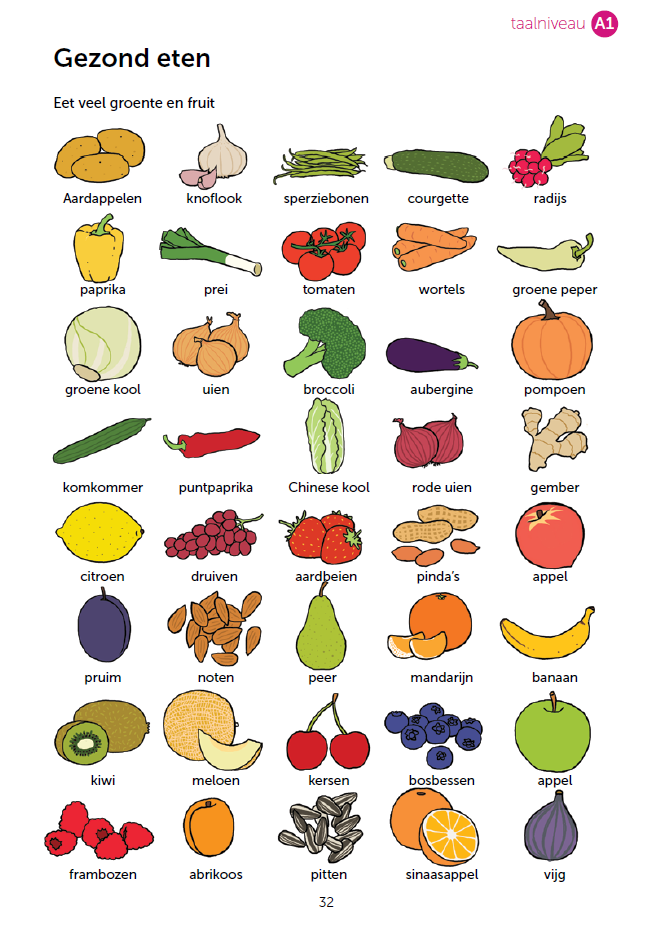 taalniveau A1
Gezond eten
Eet veel groente en fruit
Aardappelen knoflook sperziebonen courgette radijs
paprika prei tomaten wortels groene peper
groene kool uien broccoli aubergine pompoen
komkommer puntpaprika Chinese kool rode uien gember
citroen druiven aardbeien pinda's appel
pruim noten peer mandarijn banaan
kiwi meloen kersen bosbessen appel
frambozen abrikoos pitten sinaasappel vijg
32